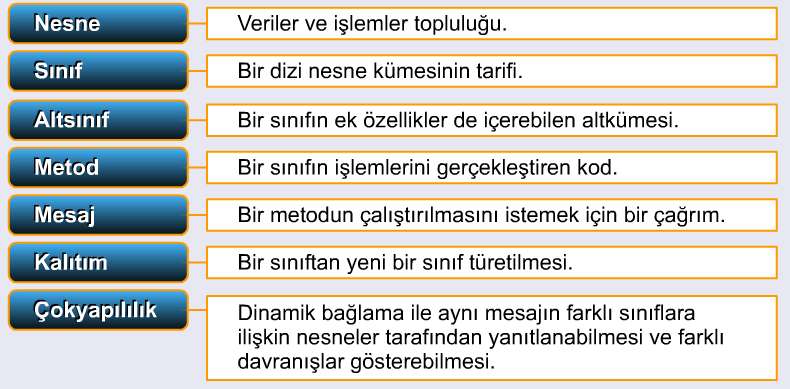 Nesne
Veriler ve işlemler topluluğu.
Sınıf
Bir dizi nesne kümesinin tarifi.
Altsınıf
Bir sınıfın ek özellikler de içerebilen altkümesi.
Metod
Bir sınıfın işlemlerini gerçekleştiren kod.
Mesaj
Bir metodun çalıştırılmasını istemek için bir çağrım.
Kalıtım
Bir sınıftan yeni bir sınıf türetilmesi.
Çokyapılılık
Dinamik bağlama ile aynı mesajın farklı sınıflara
ilişkin nesneler tarafından yanıtlanabilmesi ve farklı
davranışlar gösterebilmesi.